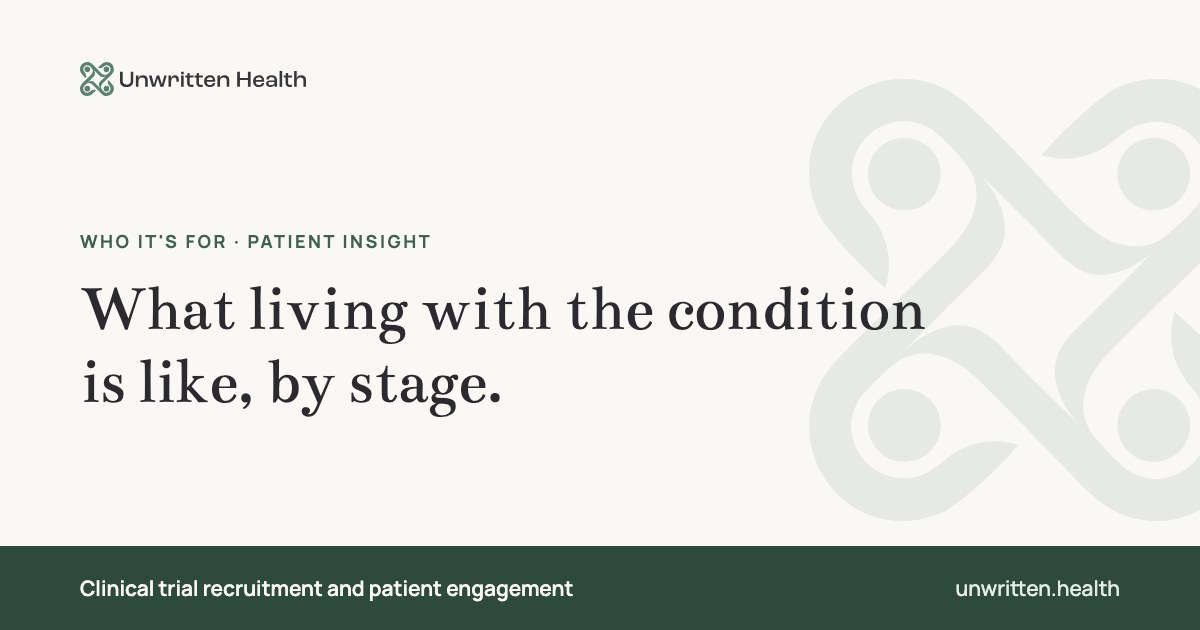 Unwritten Health
WHO IT'S FOR · PATIENT INSIGHT
What living with the condition
is like, by stage.
Clinical trial recruitment and patient engagement
unwritten.health